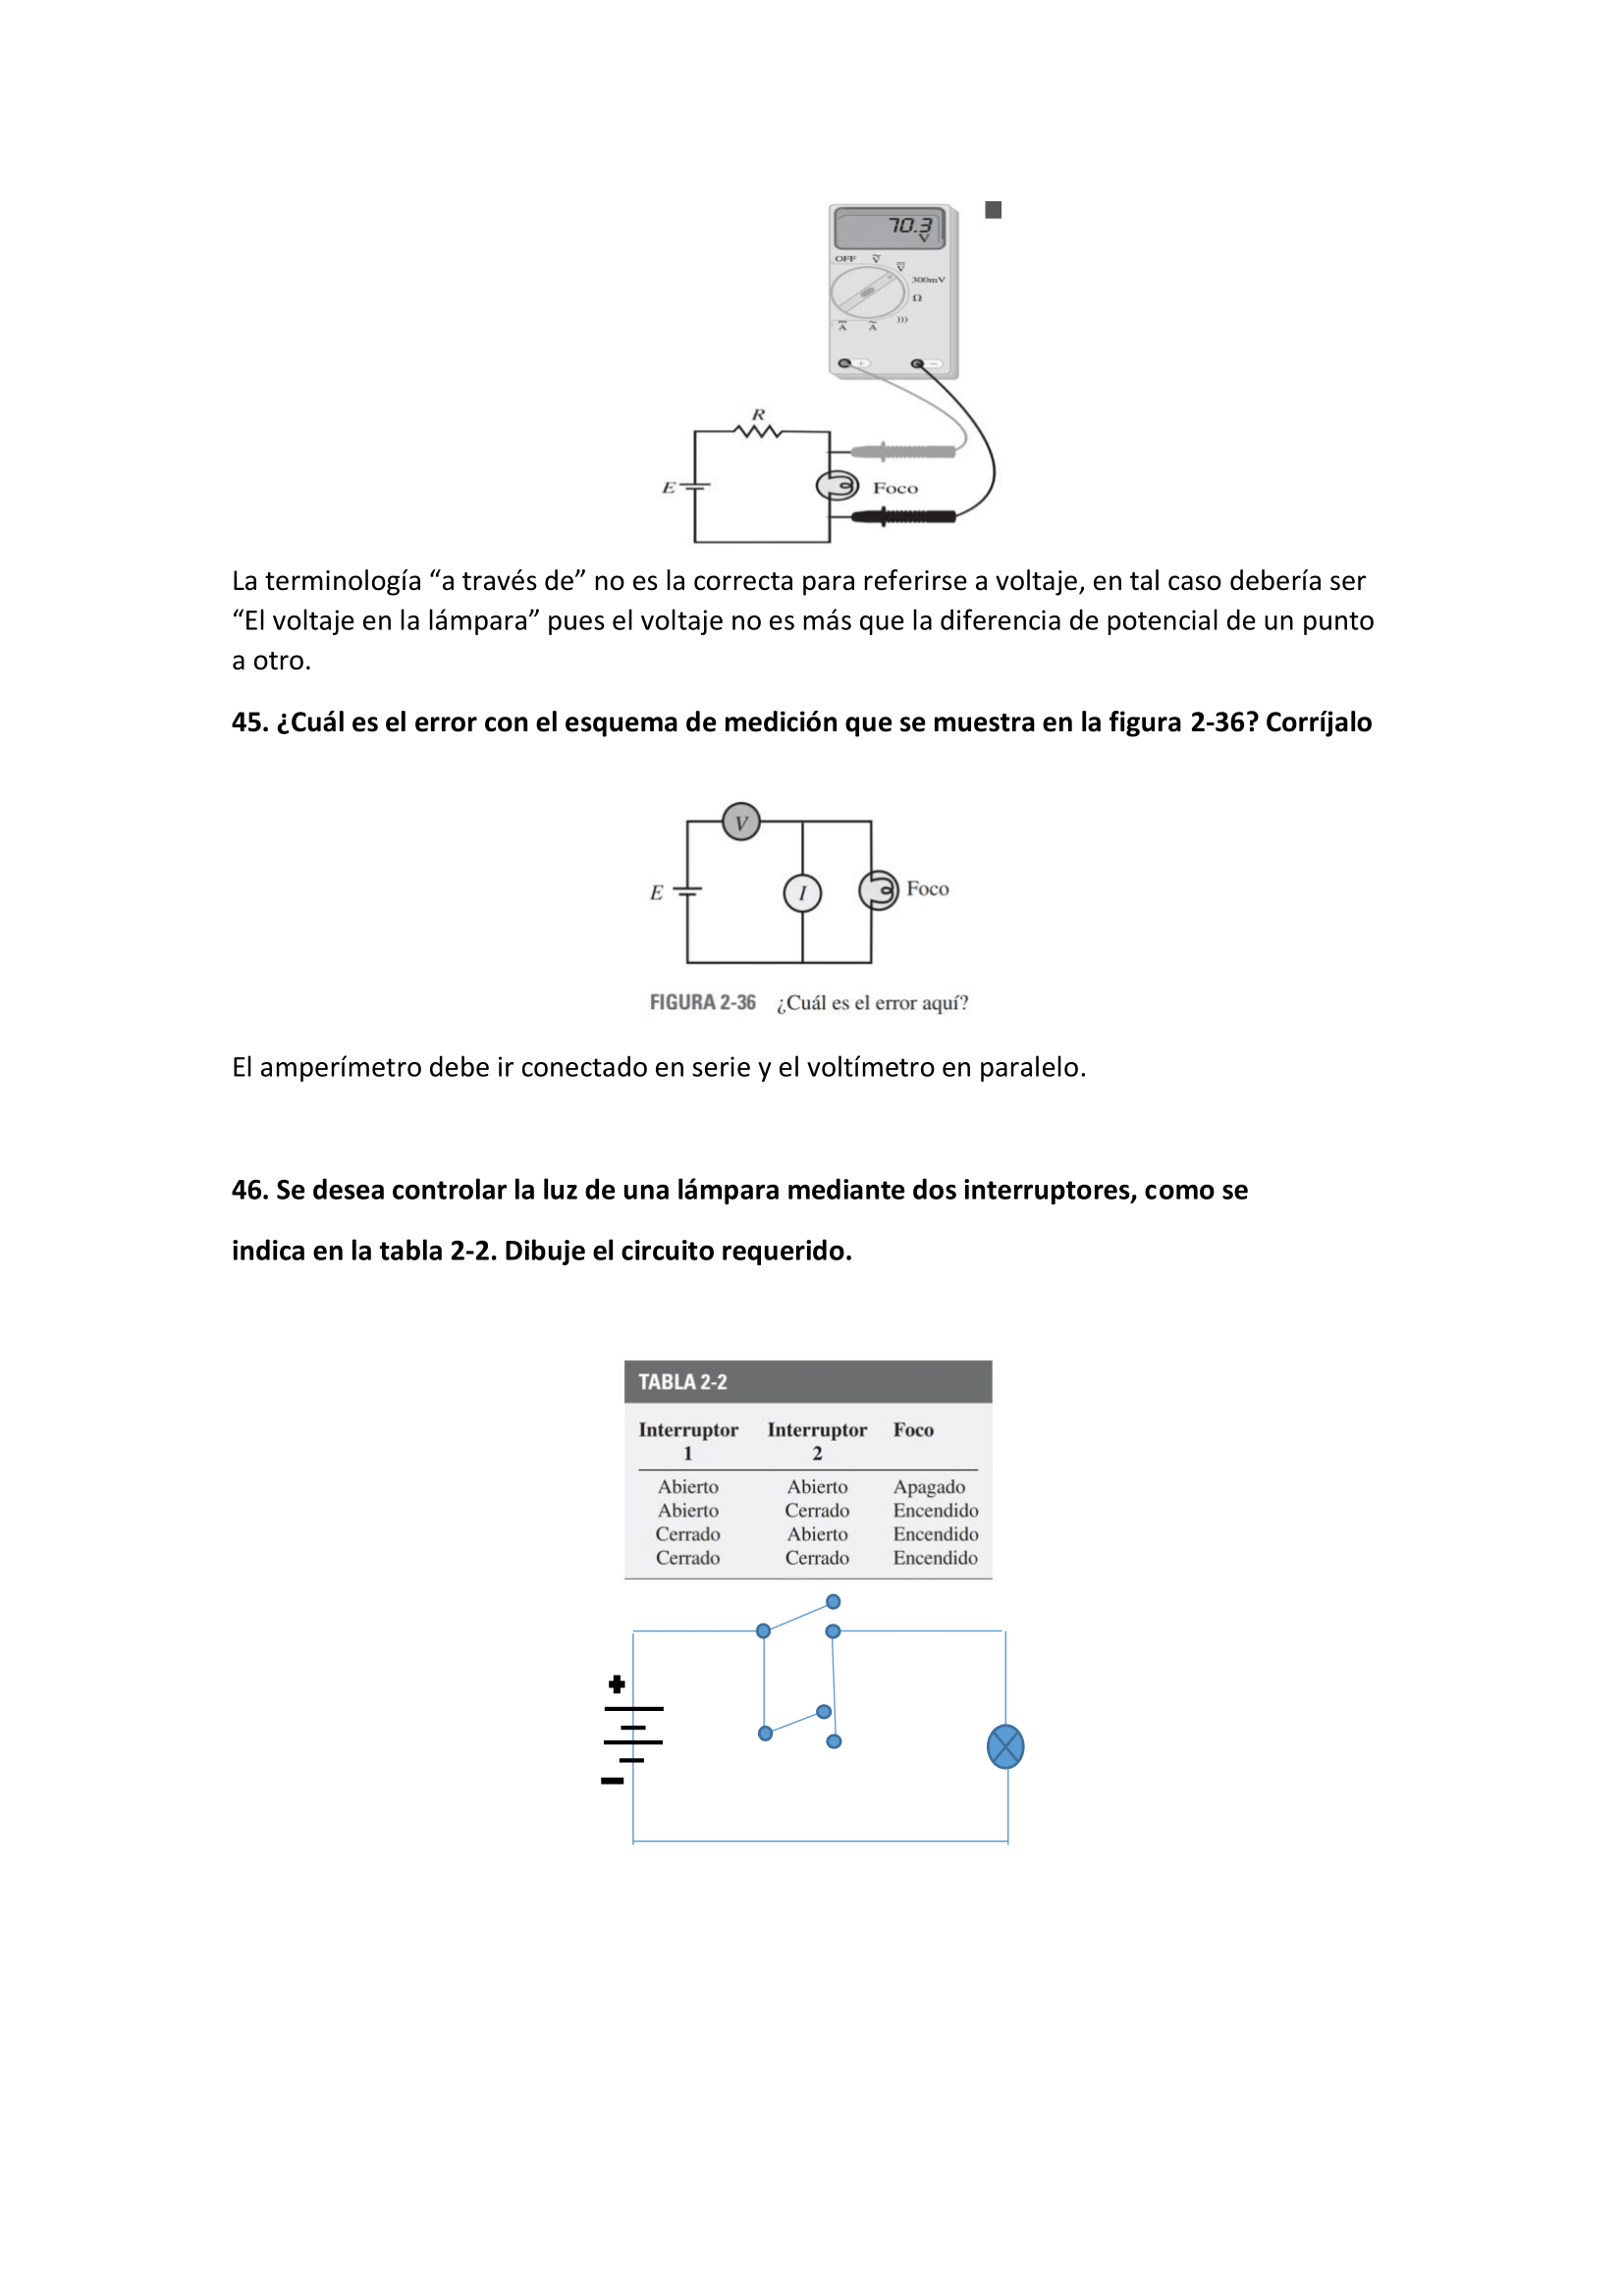 70.3
V
OFF Ṽ V
300mV
Ω
)))
A Ã
+ −
R
E
Foco
La terminología “a través de” no es la correcta para referirse a voltaje, en tal caso debería ser
“El voltaje en la lámpara” pues el voltaje no es más que la diferencia de potencial de un punto
a otro.
45. ¿Cuál es el error con el esquema de medición que se muestra en la figura 2-36? Corríjalo
V
E
I
Foco
FIGURA 2-36 ¿Cuál es el error aquí?
El amperímetro debe ir conectado en serie y el voltímetro en paralelo.
46. Se desea controlar la luz de una lámpara mediante dos interruptores, como se
indica en la tabla 2-2. Dibuje el circuito requerido.
TABLA 2-2
Interruptor Interruptor Foco
1 2
Abierto Abierto Apagado
Abierto Cerrado Encendido
Cerrado Abierto Encendido
Cerrado Cerrado Encendido
+
−